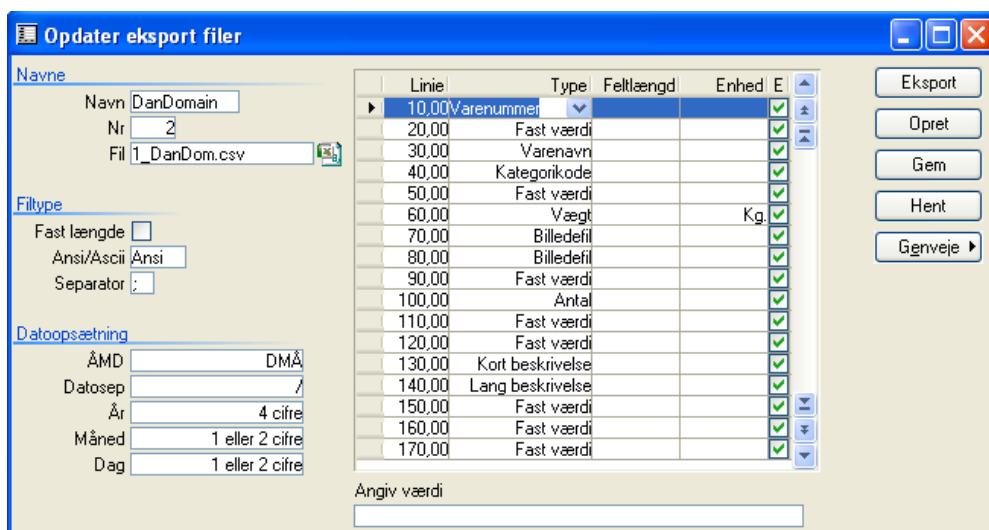 Opdater eksport filer
Navne
Navn DanDomain
Nr 2
Fil 1_DanDom.csv
Filtype
Fast længde
Ansi/Ascii Ansi
Separator ;
Datoopsætning
ÅMD DMÅ
Datosep /
År 4 cifre
Måned 1 eller 2 cifre
Dag 1 eller 2 cifre
Linie Type Feltlængd Enhed E
10,00 Varenummer
20,00 Fast værdi
30,00 Varenavn
40,00 Kategorikode
50,00 Fast værdi
60,00 Vægt Kg.
70,00 Billedefil
80,00 Billedefil
90,00 Fast værdi
100,00 Antal
110,00 Fast værdi
120,00 Fast værdi
130,00 Kort beskrivelse
140,00 Lang beskrivelse
150,00 Fast værdi
160,00 Fast værdi
170,00 Fast værdi
Angiv værdi
Eksport
Opret
Gem
Hent
Genveje